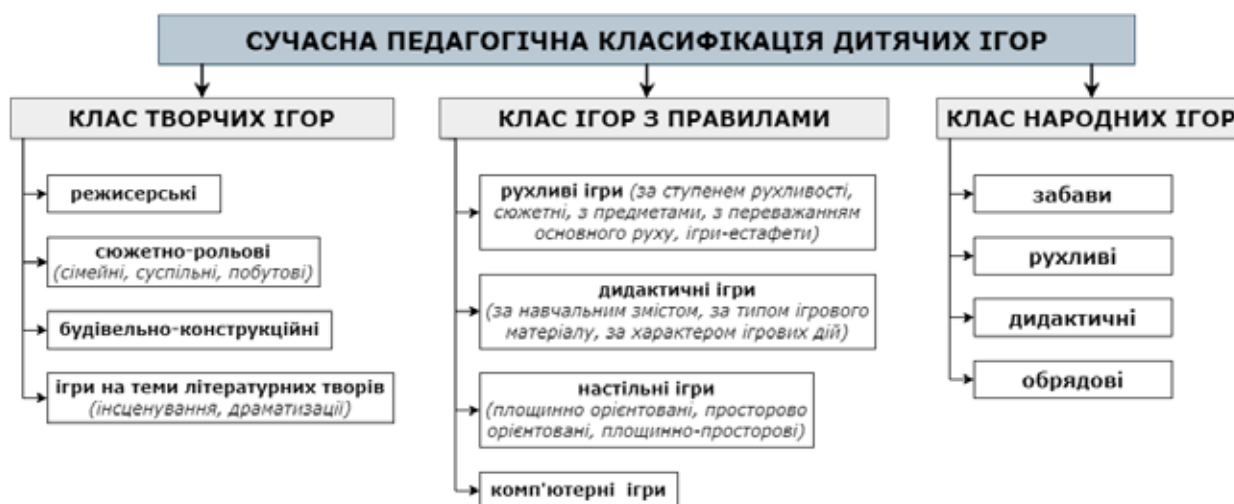 СУЧАСНА ПЕДАГОГІЧНА КЛАСИФІКАЦІЯ ДИТЯЧИХ ІГОР
КЛАС ТВОРЧИХ ІГОР
режисерські
сюжетно-рольові
(сімейні, суспільні, побутові)
будівельно-конструкційні
ігри на теми літературних творів
(інсценування, драматизації)
КЛАС ІГОР З ПРАВИЛАМИ
рухливі ігри (за ступенем рухливості,
сюжетні, з предметами, з переважанням
основного руху, ігри-естафети)
дидактичні ігри
(за навчальним змістом, за типом ігрового
матеріалу, за характером ігрових дій)
настільні ігри
(площинно орієнтовані, просторово
орієнтовані, площинно-просторові)
комп'ютерні ігри
КЛАС НАРОДНИХ ІГОР
забави
рухливі
дидактичні
обрядові